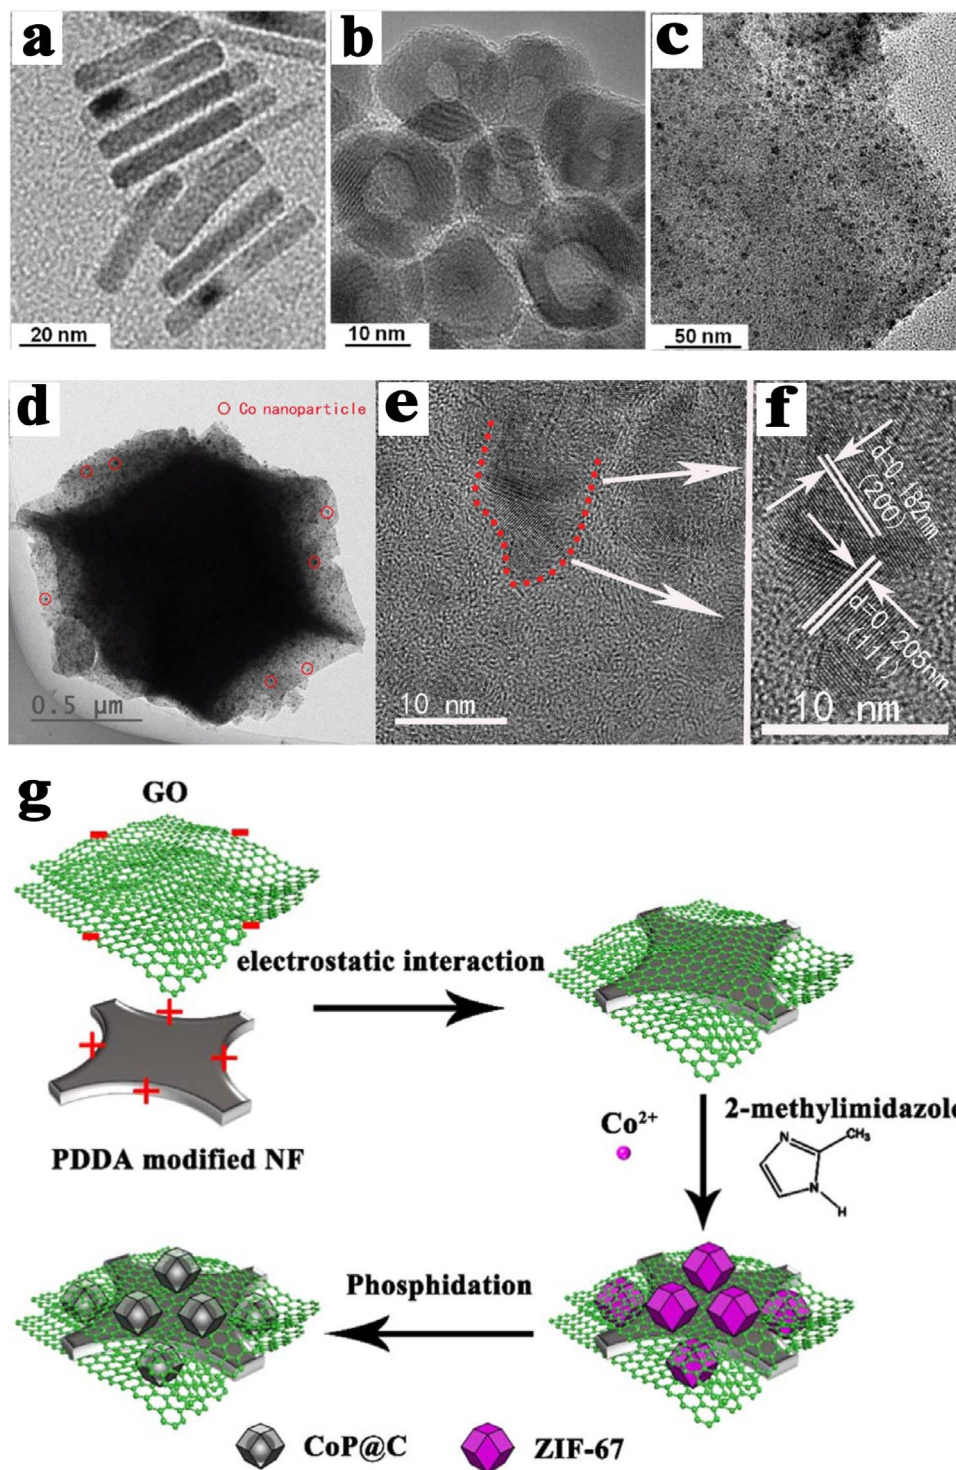 a
b
c
20 nm
10 nm
50 nm
d
Co nanoparticle
e
f
0.5 μm
10 nm
d=0.182nm
(200)
d=0.205nm
(111)
10 nm
g
GO
electrostatic interaction
PDDA modified NF
Co2+
2-methylimidazole
N
CH3
N
H
Phosphidation
CoP@C
ZIF-67